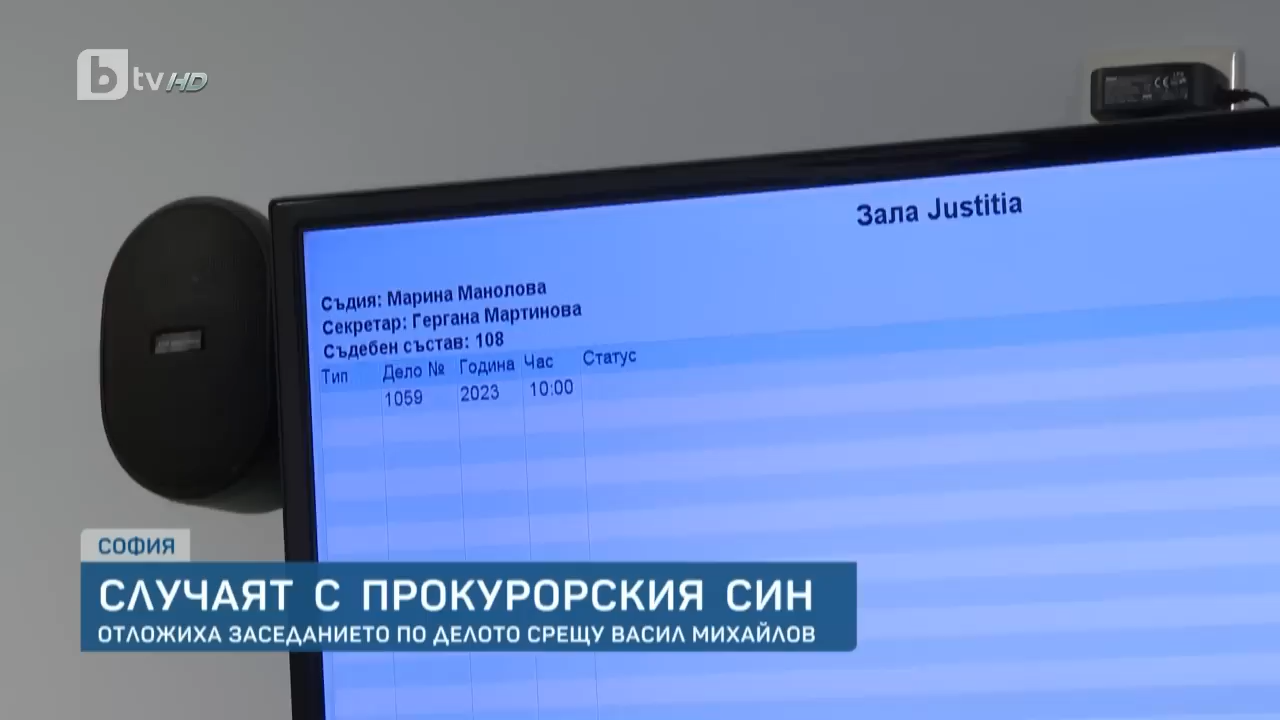 btv HD
Зала Justitia
Съдия: Марина Манолова
Секретар: Гергана Мартинова
Съдебен състав: 108
Тип Дело № Година Час Статус
1059 2023 10:00
СОФИЯ
СЛУЧАЯТ С ПРОКУРОРСКИЯ СИН
ОТЛОЖИХА ЗАСЕДАНИЕТО ПО ДЕЛОТО СРЕЩУ ВАСИЛ МИХАЙЛОВ